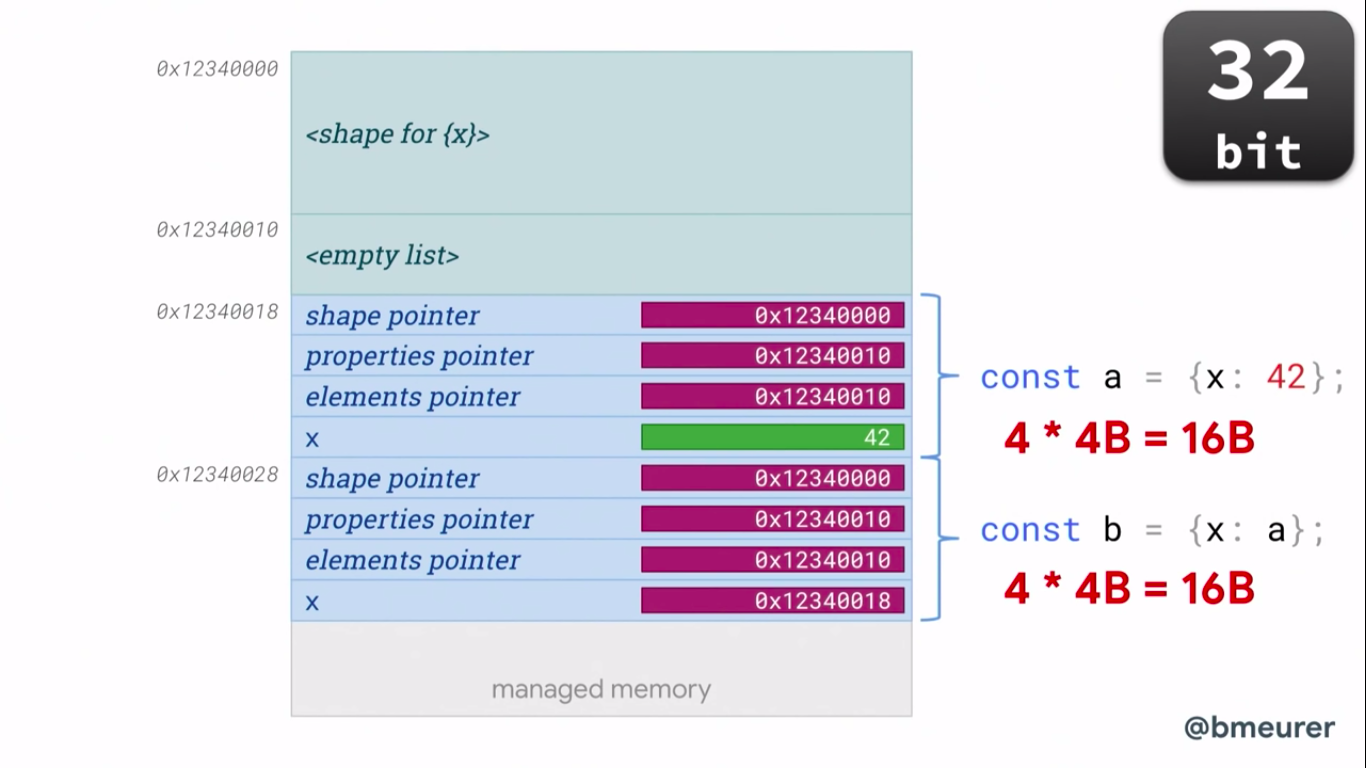 32
bit
0x12340000
<shape for {x}>
0x12340010
<empty list>
0x12340018
shape pointer 0x12340000
properties pointer 0x12340010
elements pointer 0x12340010
x 42
const a = {x: 42};
4 * 4B = 16B
0x12340028
shape pointer 0x12340000
properties pointer 0x12340010
elements pointer 0x12340010
x 0x12340018
const b = {x: a};
4 * 4B = 16B
managed memory
@bmeurer